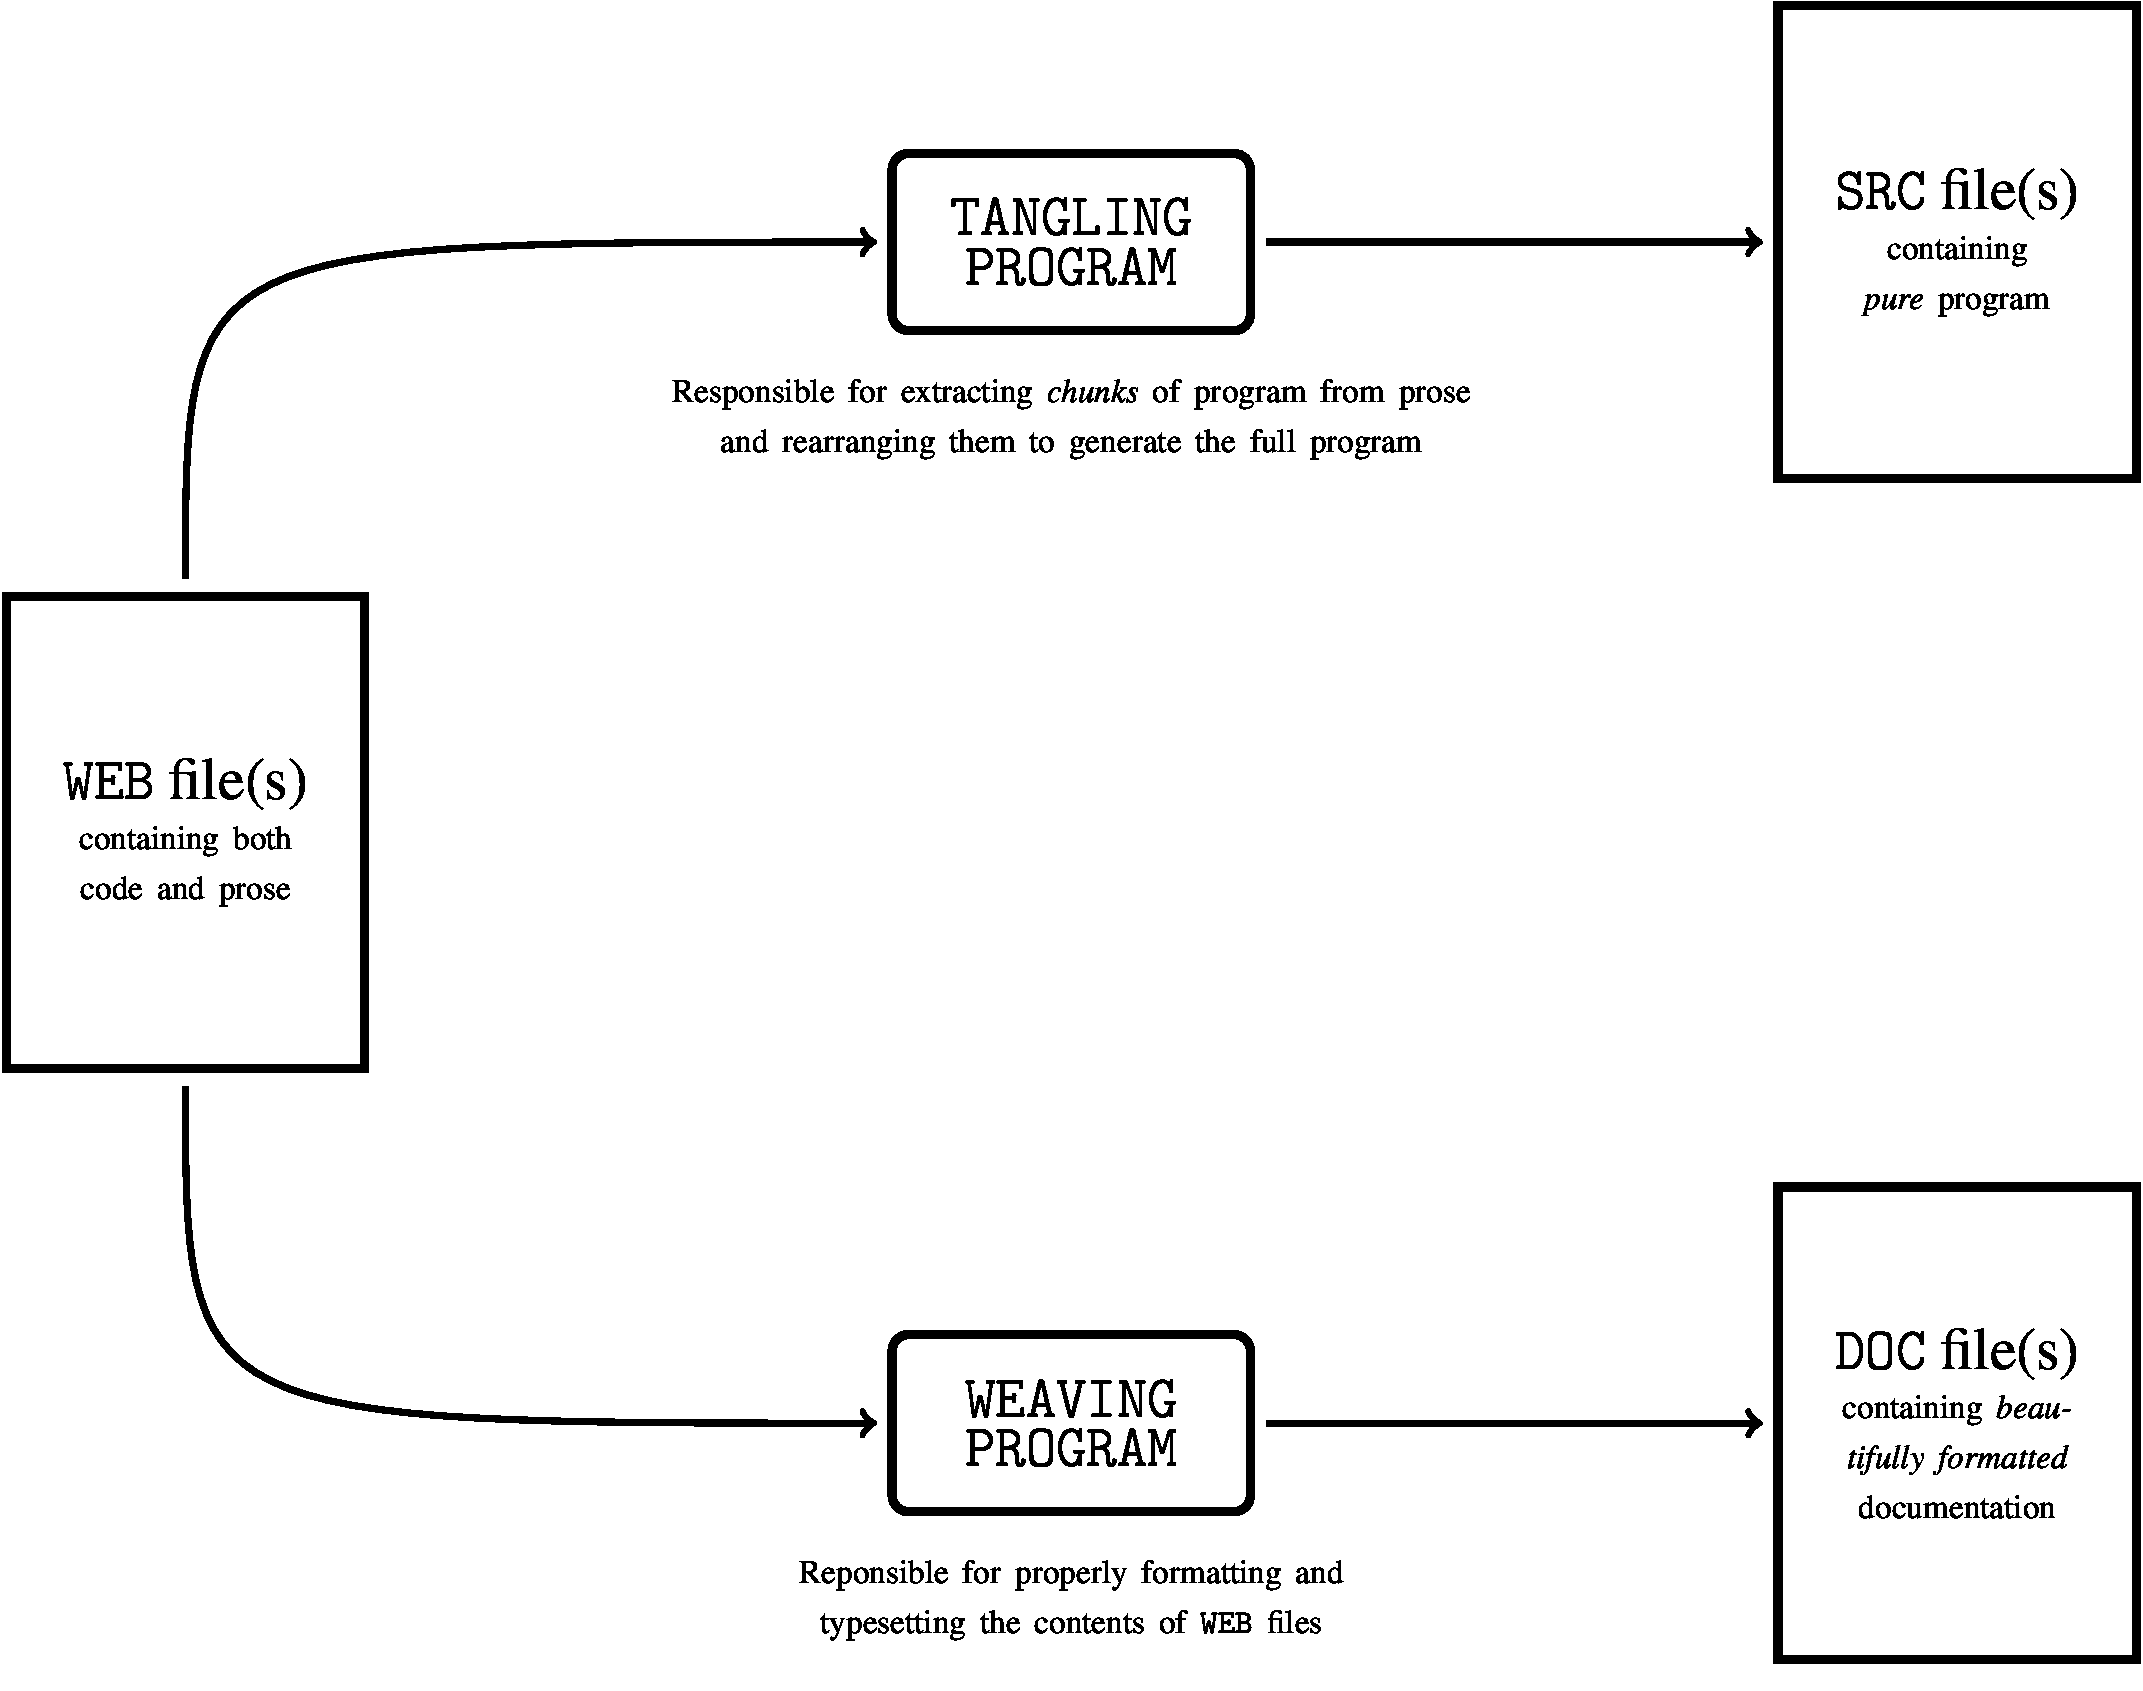 TANGLING
PROGRAM
Responsible for extracting chunks of program from prose
and rearranging them to generate the full program
SRC file(s)
containing
pure program
WEB file(s)
containing both
code and prose
WEAVING
PROGRAM
Reponsible for properly formatting and
typesetting the contents of WEB files
DOC file(s)
containing beau-
tifully formatted
documentation